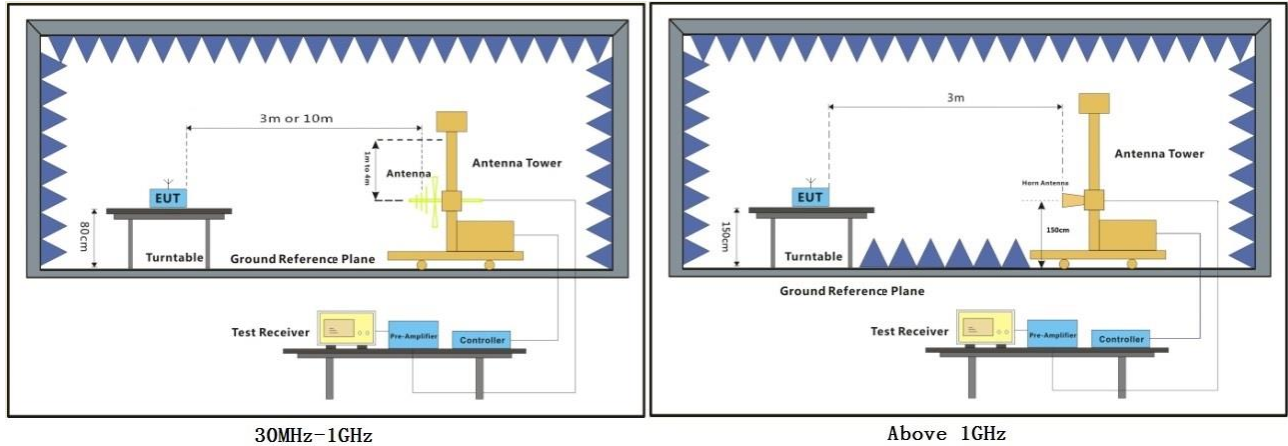 3m or 10m
1m to 4m
Antenna
Antenna Tower
EUT
80cm
Turntable
Ground Reference Plane
Test Receiver
Pre-Amplifier
Controller
30MHz-1GHz
3m
Antenna Tower
Horn Antenna
EUT
150cm
150cm
Turntable
Ground Reference Plane
Test Receiver
Pre-Amplifier
Controller
Above 1GHz